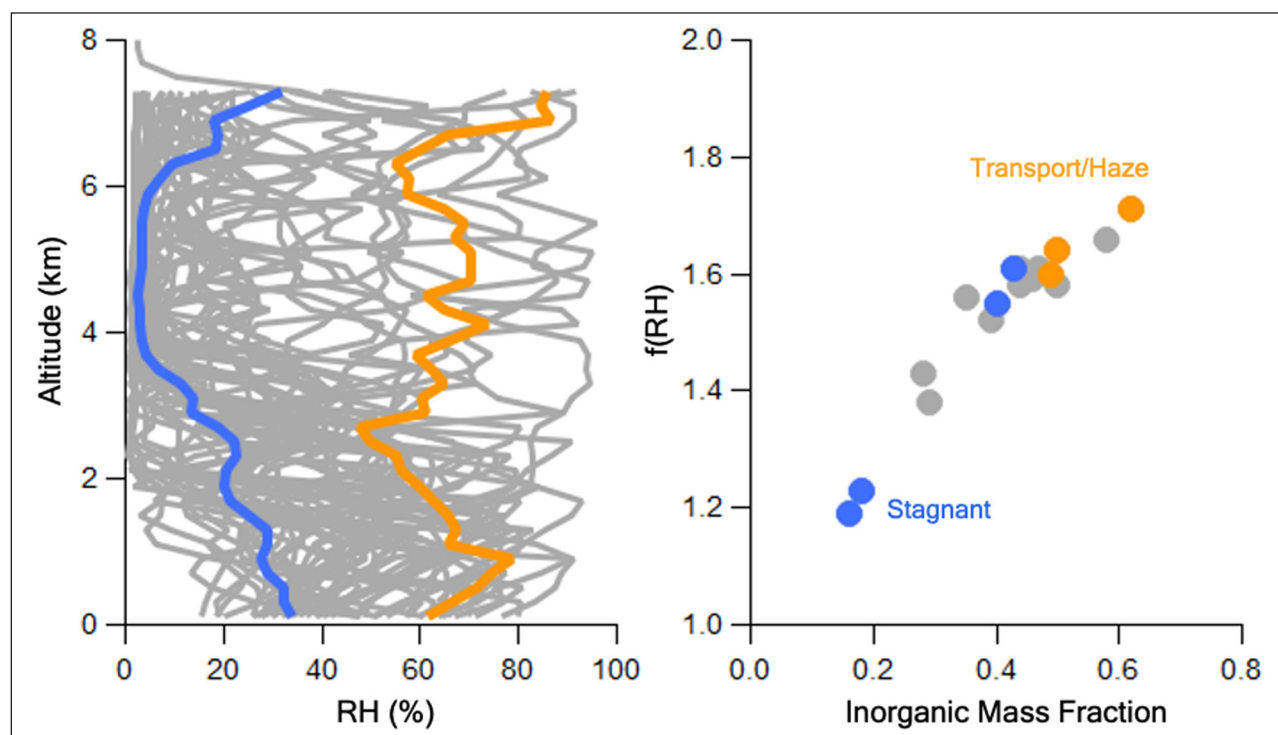 8
6
4
2
0
Altitude (km)
0 20 40 60 80 100
RH (%)
2.0
1.8
1.6
1.4
1.2
1.0
f(RH)
Transport/Haze
Stagnant
0.0 0.2 0.4 0.6 0.8
Inorganic Mass Fraction